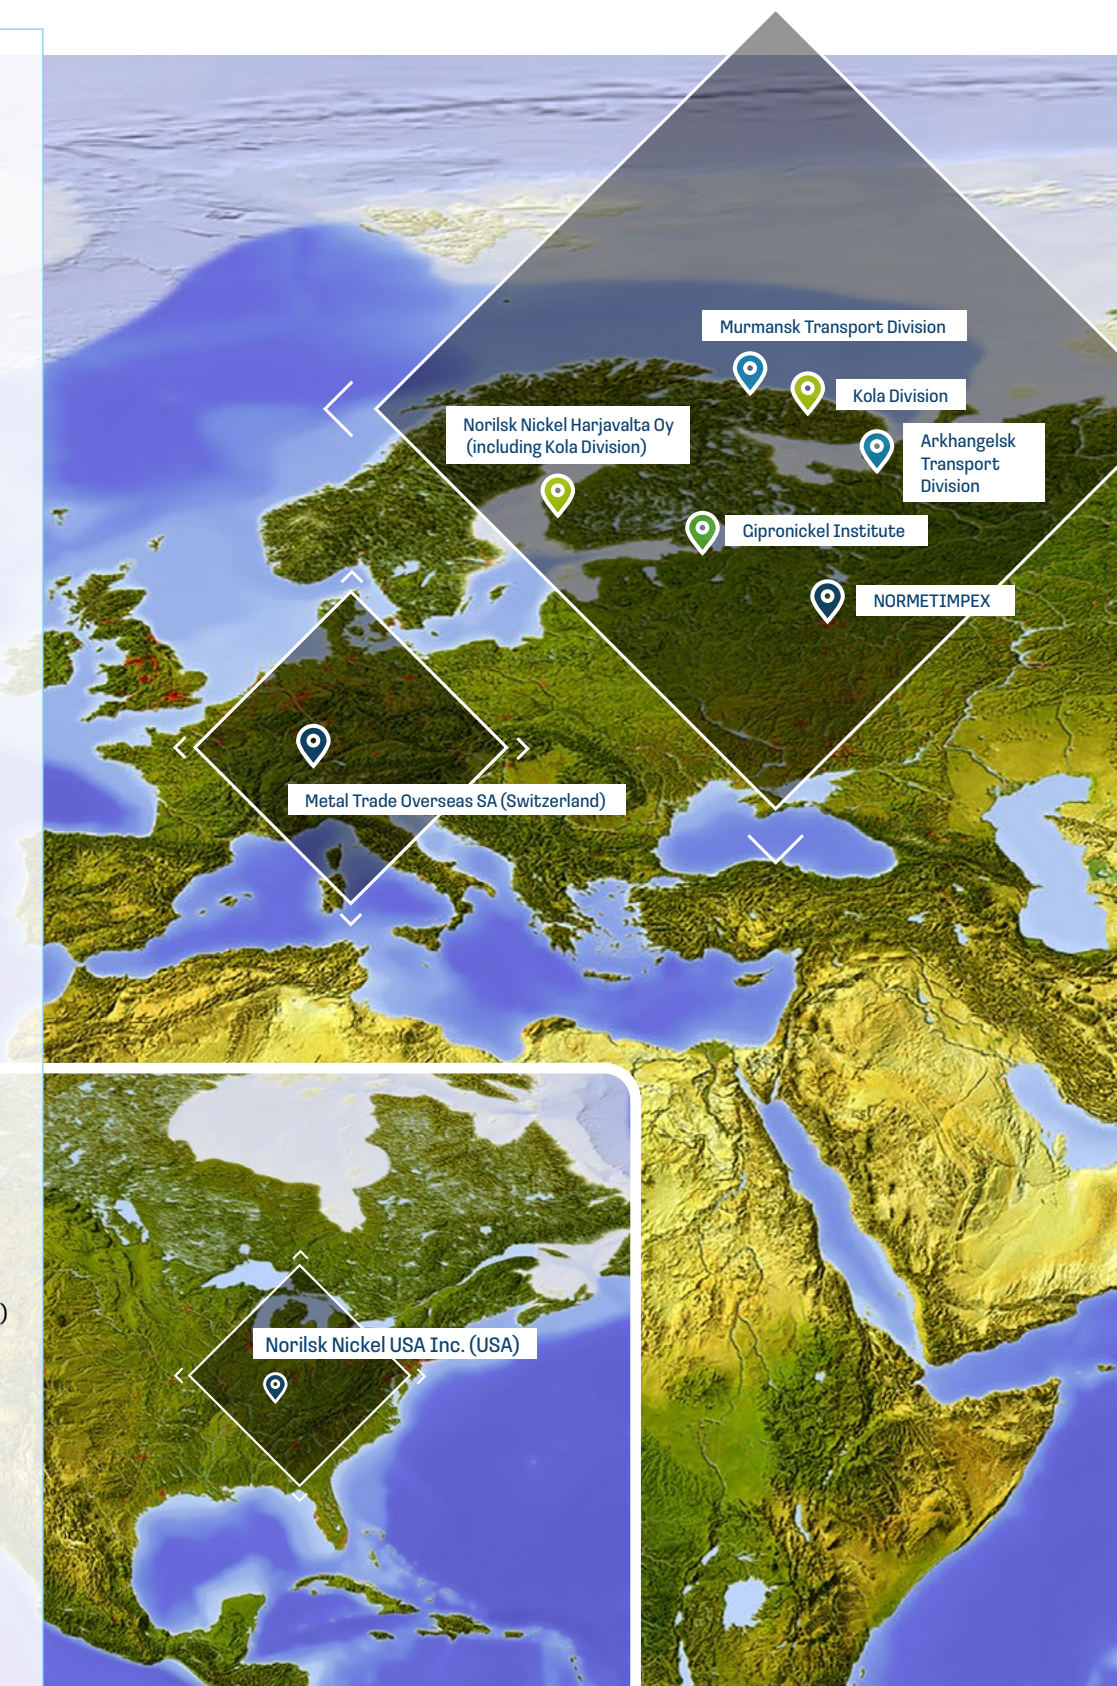 Murmansk Transport Division
Kola Division
Norilsk Nickel Harjavalta Oy
(including Kola Division)
Arkhangelsk
Transport
Division
Gipronickel Institute
NORMETIMPEX
Metal Trade Overseas SA (Switzerland)
)
Norilsk Nickel USA Inc. (USA)